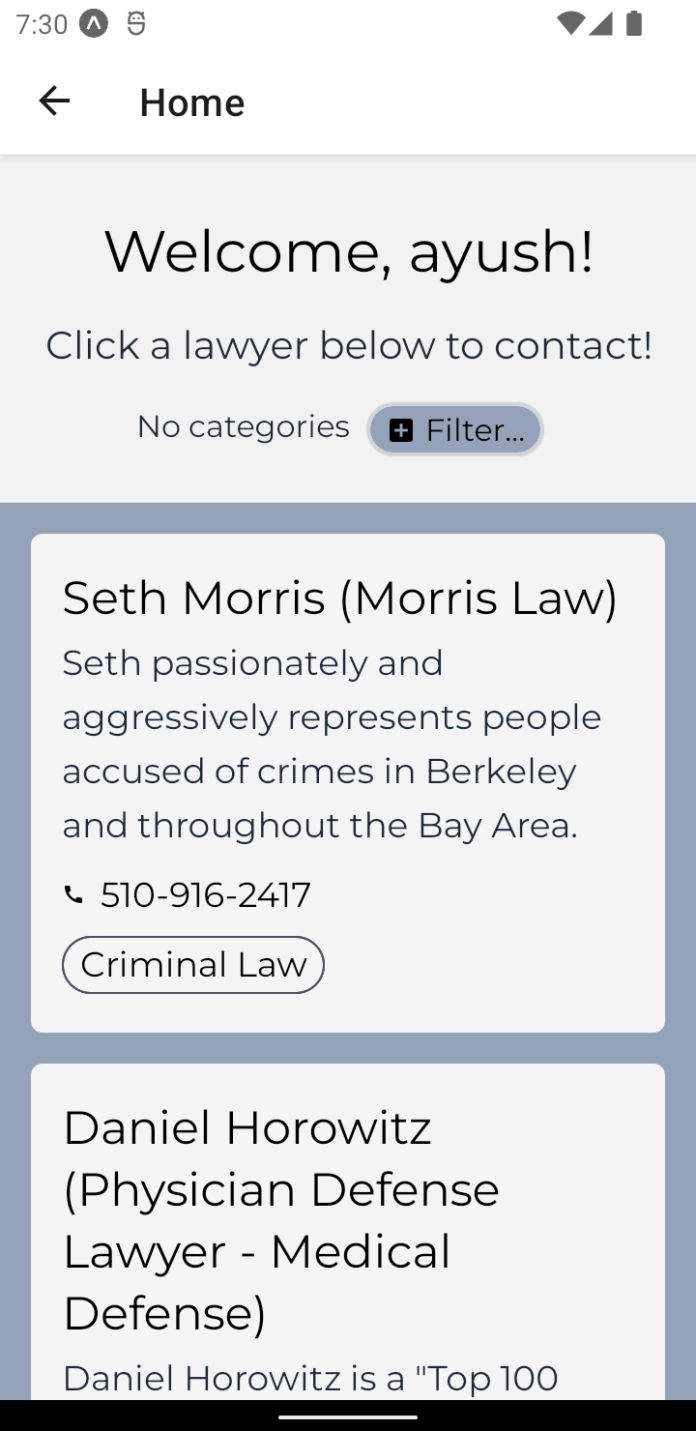 7:30
Home
Welcome, ayush!
Click a lawyer below to contact!
No categories Filter...
Seth Morris (Morris Law)
Seth passionately and
aggressively represents people
accused of crimes in Berkeley
and throughout the Bay Area.
510-916-2417
Criminal Law
Daniel Horowitz
(Physician Defense
Lawyer - Medical
Defense)
Daniel Horowitz is a "Top 100